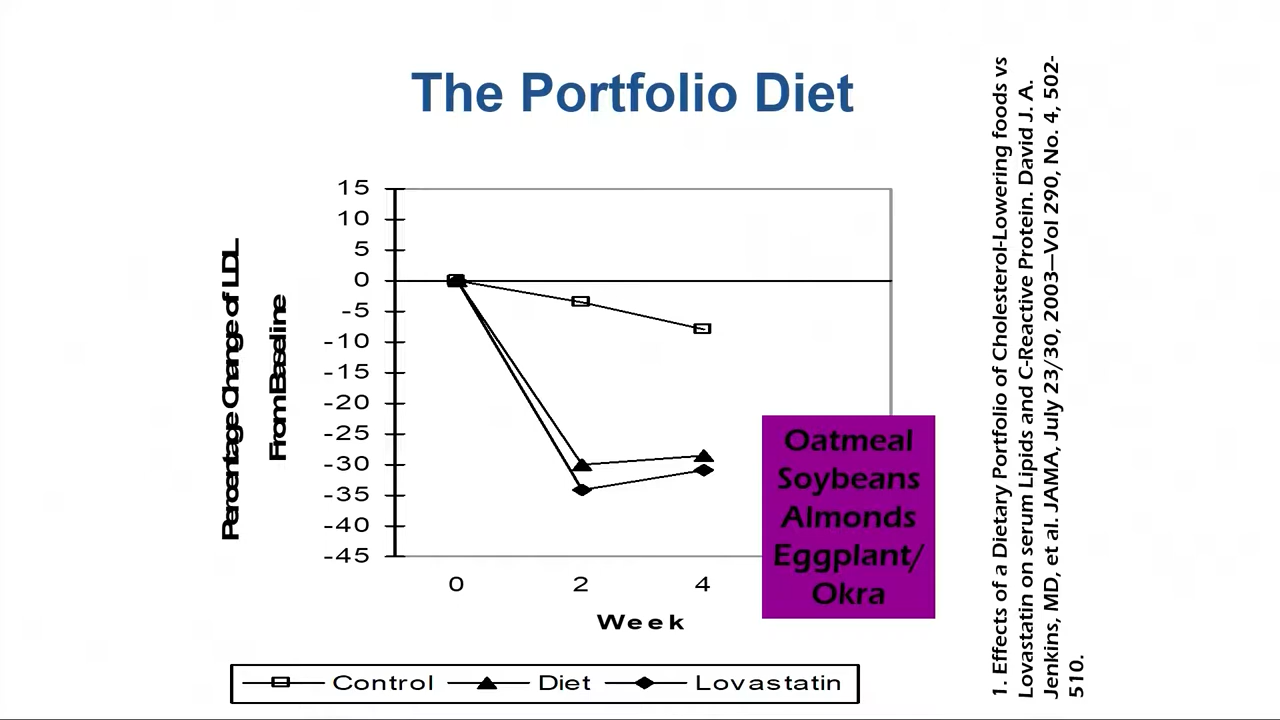 The Portfolio Diet
Percentage Change of LDL
From Baseline
15
10
5
0
-5
-10
-15
-20
-25
-30
-35
-40
-45
0 2 4
Week
Control Diet Lovastatin
Oatmeal
Soybeans
Almonds
Eggplant/
Okra
1. Effects of a Dietary Portfolio of Cholesterol-Lowering foods vs
Lovastatin on serum Lipids and C-Reactive Protein. David J. A.
Jenkins, MD, et al. JAMA, July 23/30, 2003—Vol 290, No. 4, 502-
510.